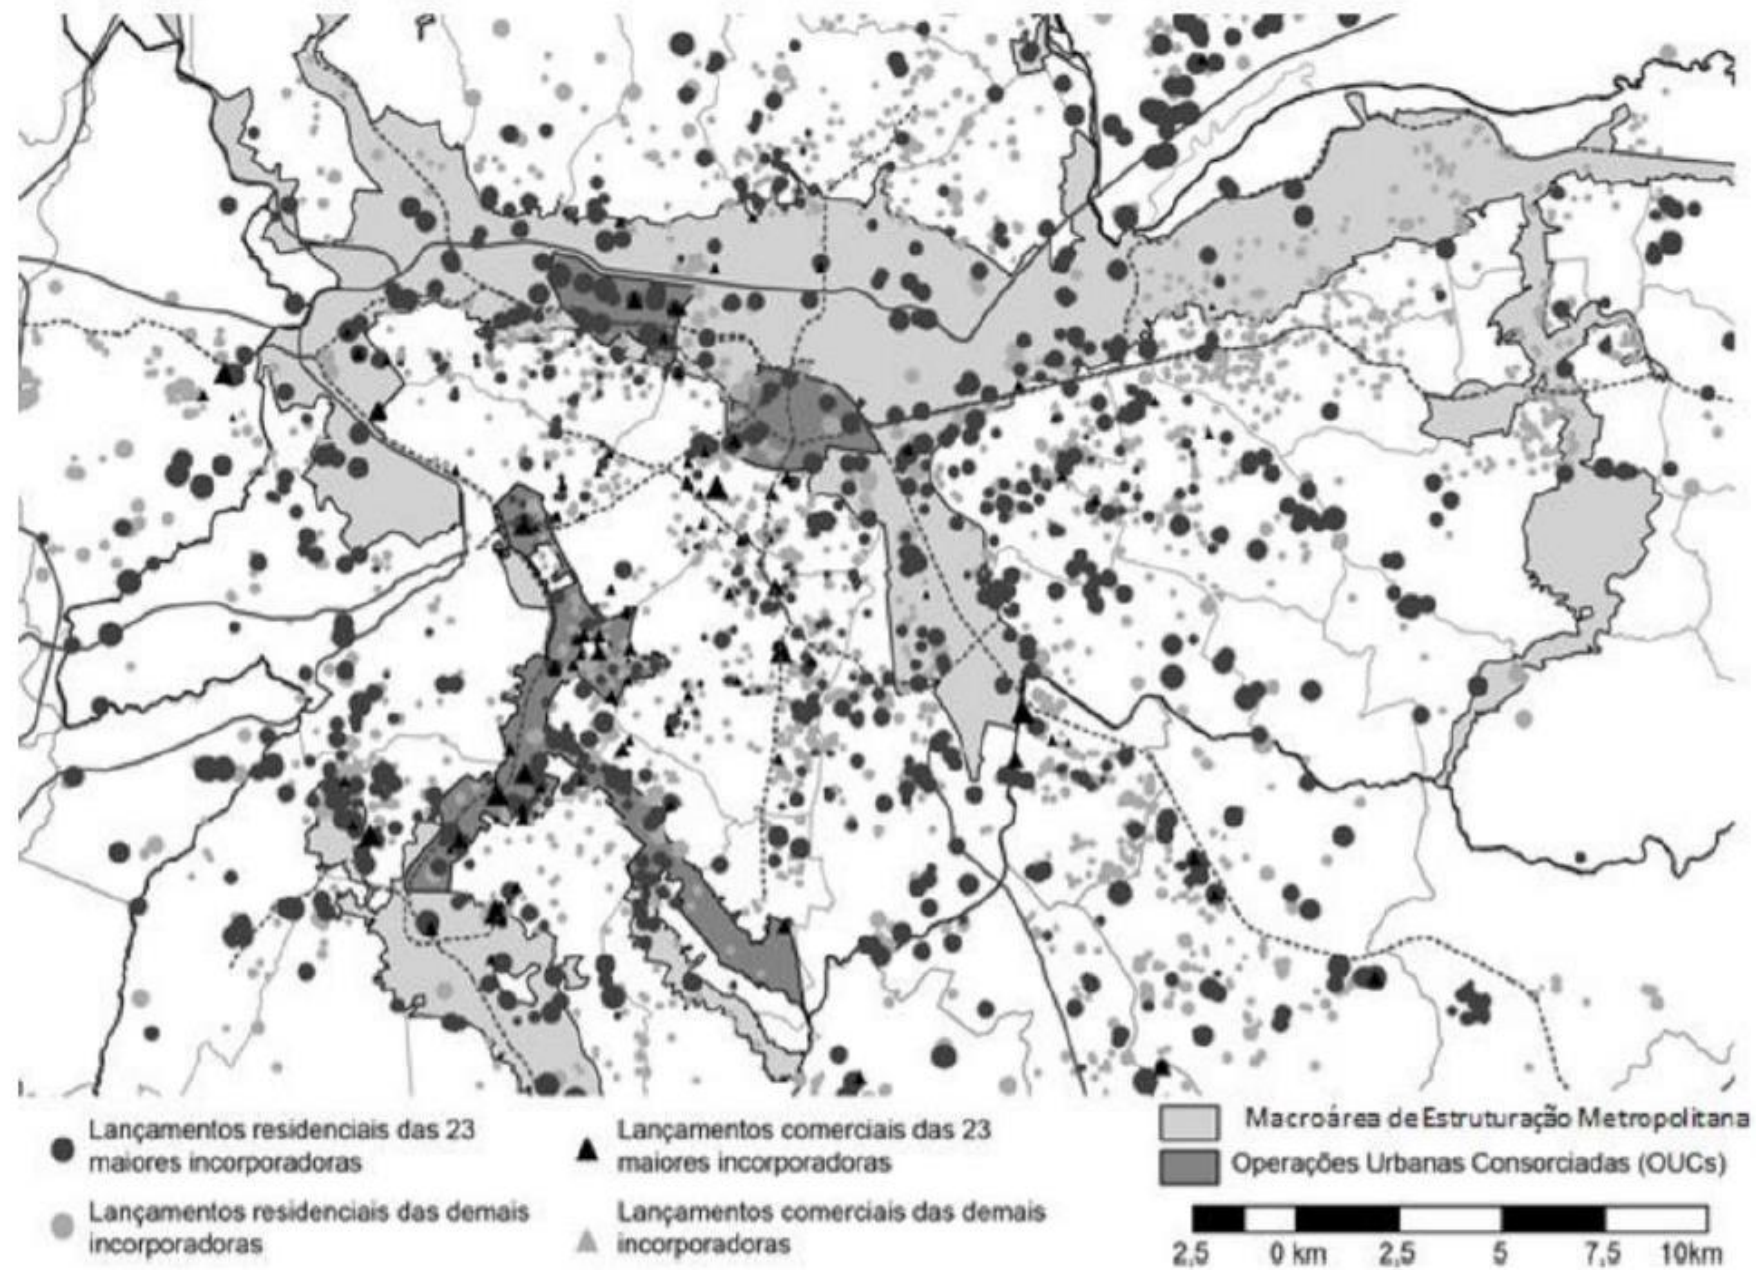 Lançamentos residenciais das 23
maiores incorporadoras
Lançamentos residenciais das demais
incorporadoras
Lançamentos comerciais das 23
maiores incorporadoras
Lançamentos comerciais das demais
incorporadoras
Macroárea de Estruturação Metropolitana
Operações Urbanas Consorciadas (OUCs)
2,5 0 km 2,5 5 7,5 10km